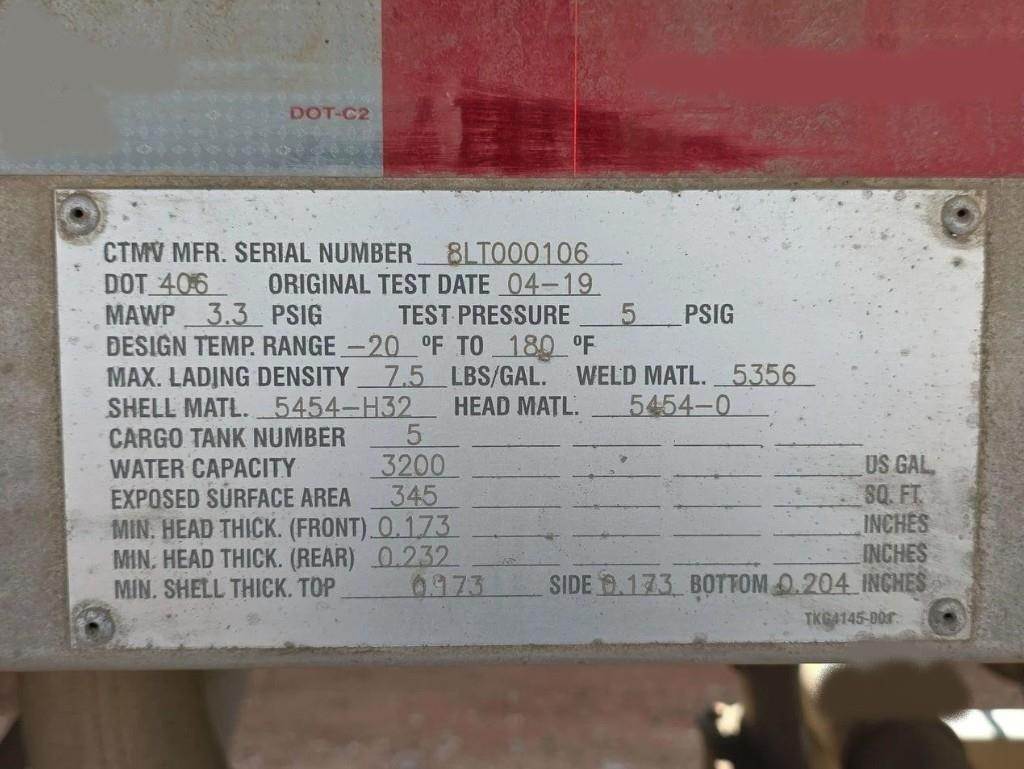 DOT-C2
CTMV MFR. SERIAL NUMBER 8LT000106
DOT 406 ORIGINAL TEST DATE 04-19
MAWP 3.3 PSIG TEST PRESSURE 5 PSIG
DESIGN TEMP. RANGE -20 ºF TO 180 ºF
MAX. LADING DENSITY 7.5 LBS/GAL. WELD MATL. 5356
SHELL MATL. 5454-H32 HEAD MATL. 5454-0
CARGO TANK NUMBER 5
WATER CAPACITY 3200 US GAL.
EXPOSED SURFACE AREA 345 SQ. FT.
MIN. HEAD THICK. (FRONT) 0.173 INCHES
MIN. HEAD THICK. (REAR) 0.232 INCHES
MIN. SHELL THICK. TOP 0.173 SIDE 0.173 BOTTOM 0.204 INCHES